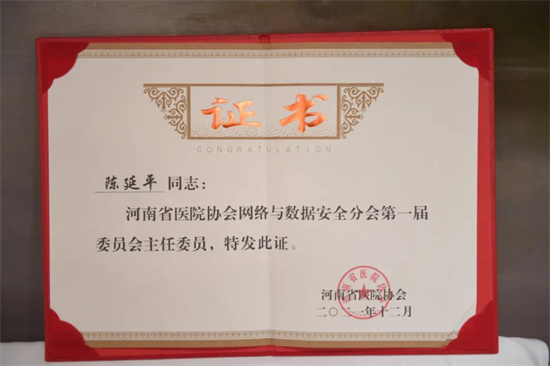 证书
CONGRATULATION
陈延平 同志：
河南省医院协会网络与数据安全分会第一届
委员会主任委员，特发此证。
河南省医院协会
二〇二一年十二月